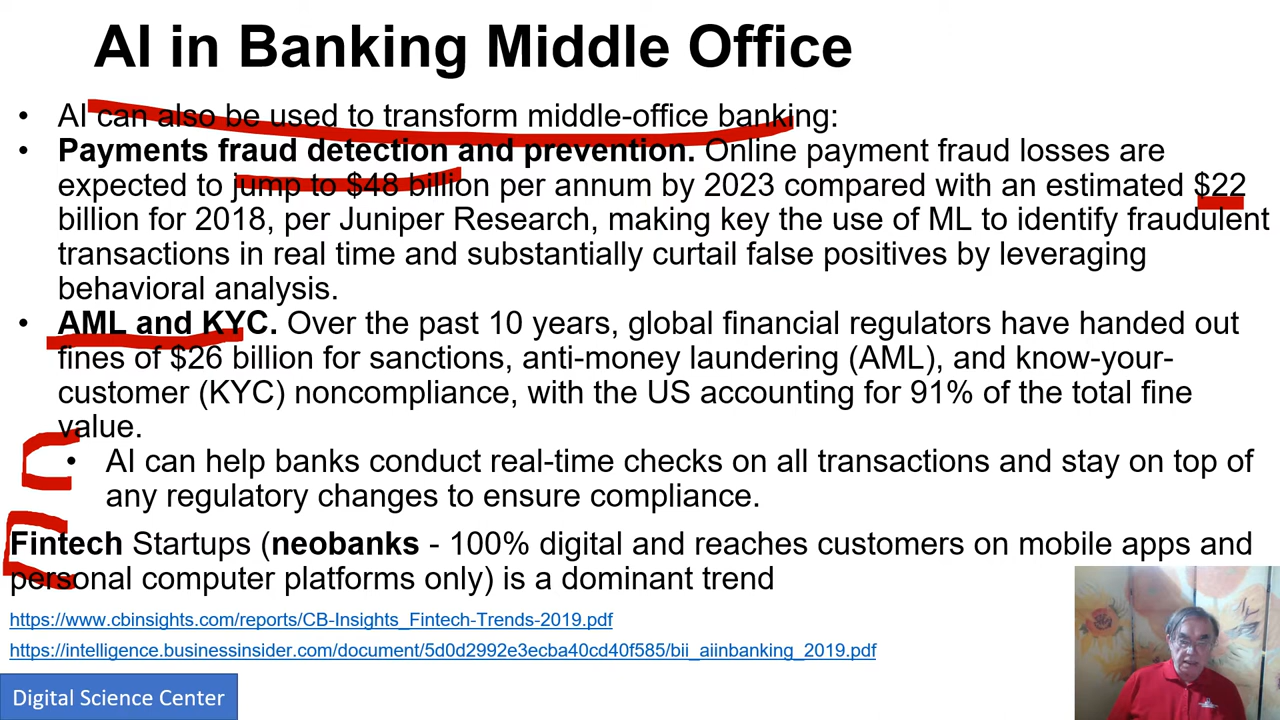 AI in Banking Middle Office
• AI can also be used to transform middle-office banking:
• Payments fraud detection and prevention. Online payment fraud losses are
expected to jump to $48 billion per annum by 2023 compared with an estimated $22
billion for 2018, per Juniper Research, making key the use of ML to identify fraudulent
transactions in real time and substantially curtail false positives by leveraging
behavioral analysis.
• AML and KYC. Over the past 10 years, global financial regulators have handed out
fines of $26 billion for sanctions, anti-money laundering (AML), and know-your-
customer (KYC) noncompliance, with the US accounting for 91% of the total fine
value.
• AI can help banks conduct real-time checks on all transactions and stay on top of
any regulatory changes to ensure compliance.
Fintech Startups (neobanks - 100% digital and reaches customers on mobile apps and
personal computer platforms only) is a dominant trend
https://www.cbinsights.com/reports/CB-Insights_Fintech-Trends-2019.pdf
https://intelligence.businessinsider.com/document/5d0d2992e3ecba40cd40f585/bii_aiinbanking_2019.pdf
Digital Science Center